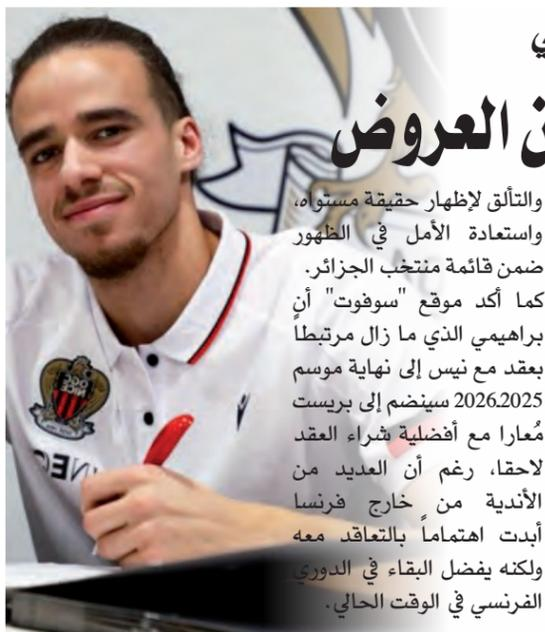 ي
ن العروض
والتألق لإظهار حقيقة مستواه،
واستعادة الأمل في الظهور
ضمن قائمة منتخب الجزائر.
كما أكد موقع "سوفوت" أن
براهيمي الذي ما زال مرتبطاً
بعقد مع نيس إلى نهاية موسم
2026.2025 سينضم إلى بريست
مُعارا مع أفضلية شراء العقد
لاحقا، رغم أن العديد من
الأندية من خارج فرنسا
أبدت اهتماماً بالتعاقد معه
ولكنه يفضل البقاء في الدوري
الفرنسي في الوقت الحالي.